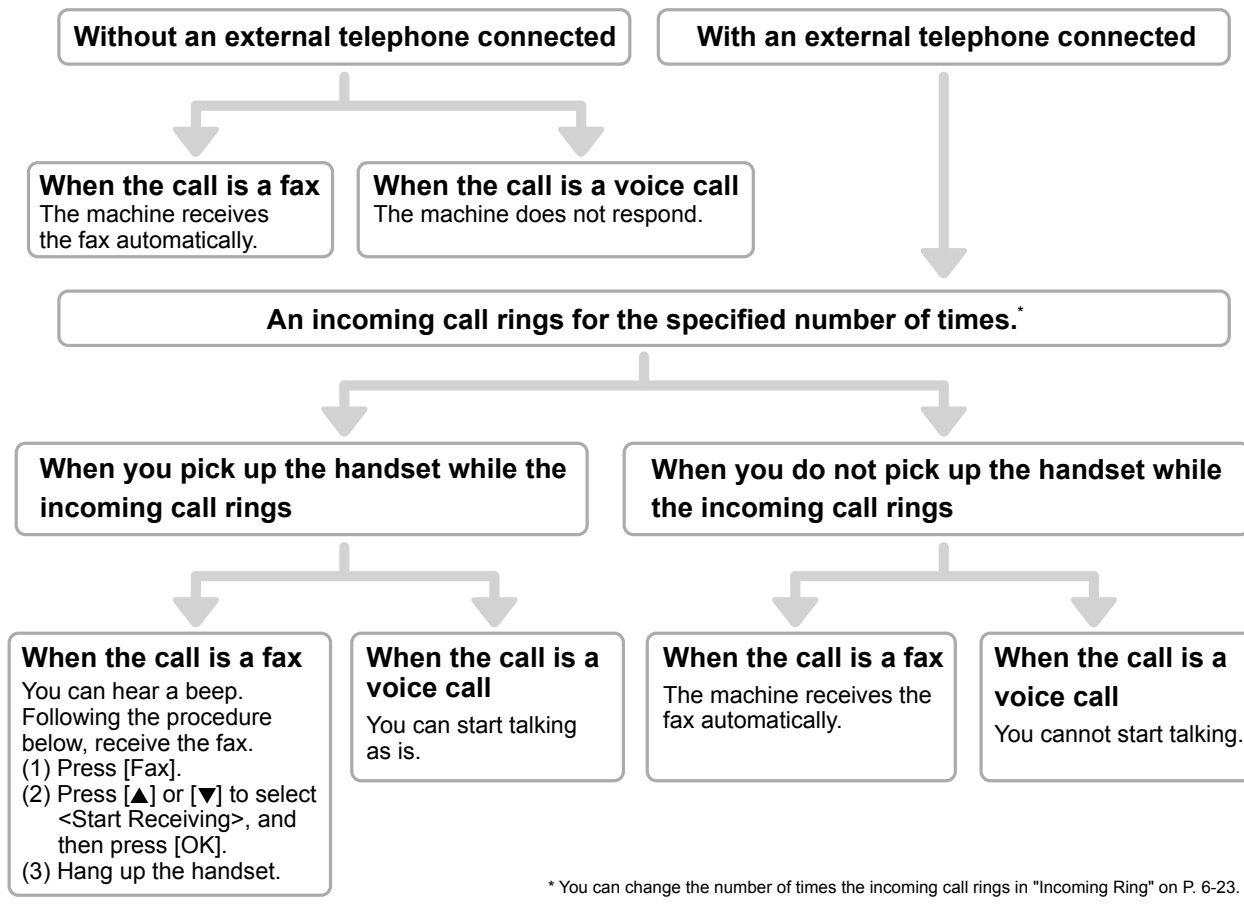 Without an external telephone connected
With an external telephone connected
When the call is a fax
The machine receives
the fax automatically.
When the call is a voice call
The machine does not respond.
An incoming call rings for the specified number of times.*
When you pick up the handset while the
incoming call rings
When you do not pick up the handset while
the incoming call rings
When the call is a fax
You can hear a beep.
Following the procedure
below, receive the fax.
(1) Press [Fax].
(2) Press [▲] or [▼] to select
<Start Receiving>, and
then press [OK].
(3) Hang up the handset.
When the call is a
voice call
You can start talking
as is.
When the call is a fax
The machine receives the
fax automatically.
When the call is a
voice call
You cannot start talking.
* You can change the number of times the incoming call rings in "Incoming Ring" on P. 6-23.